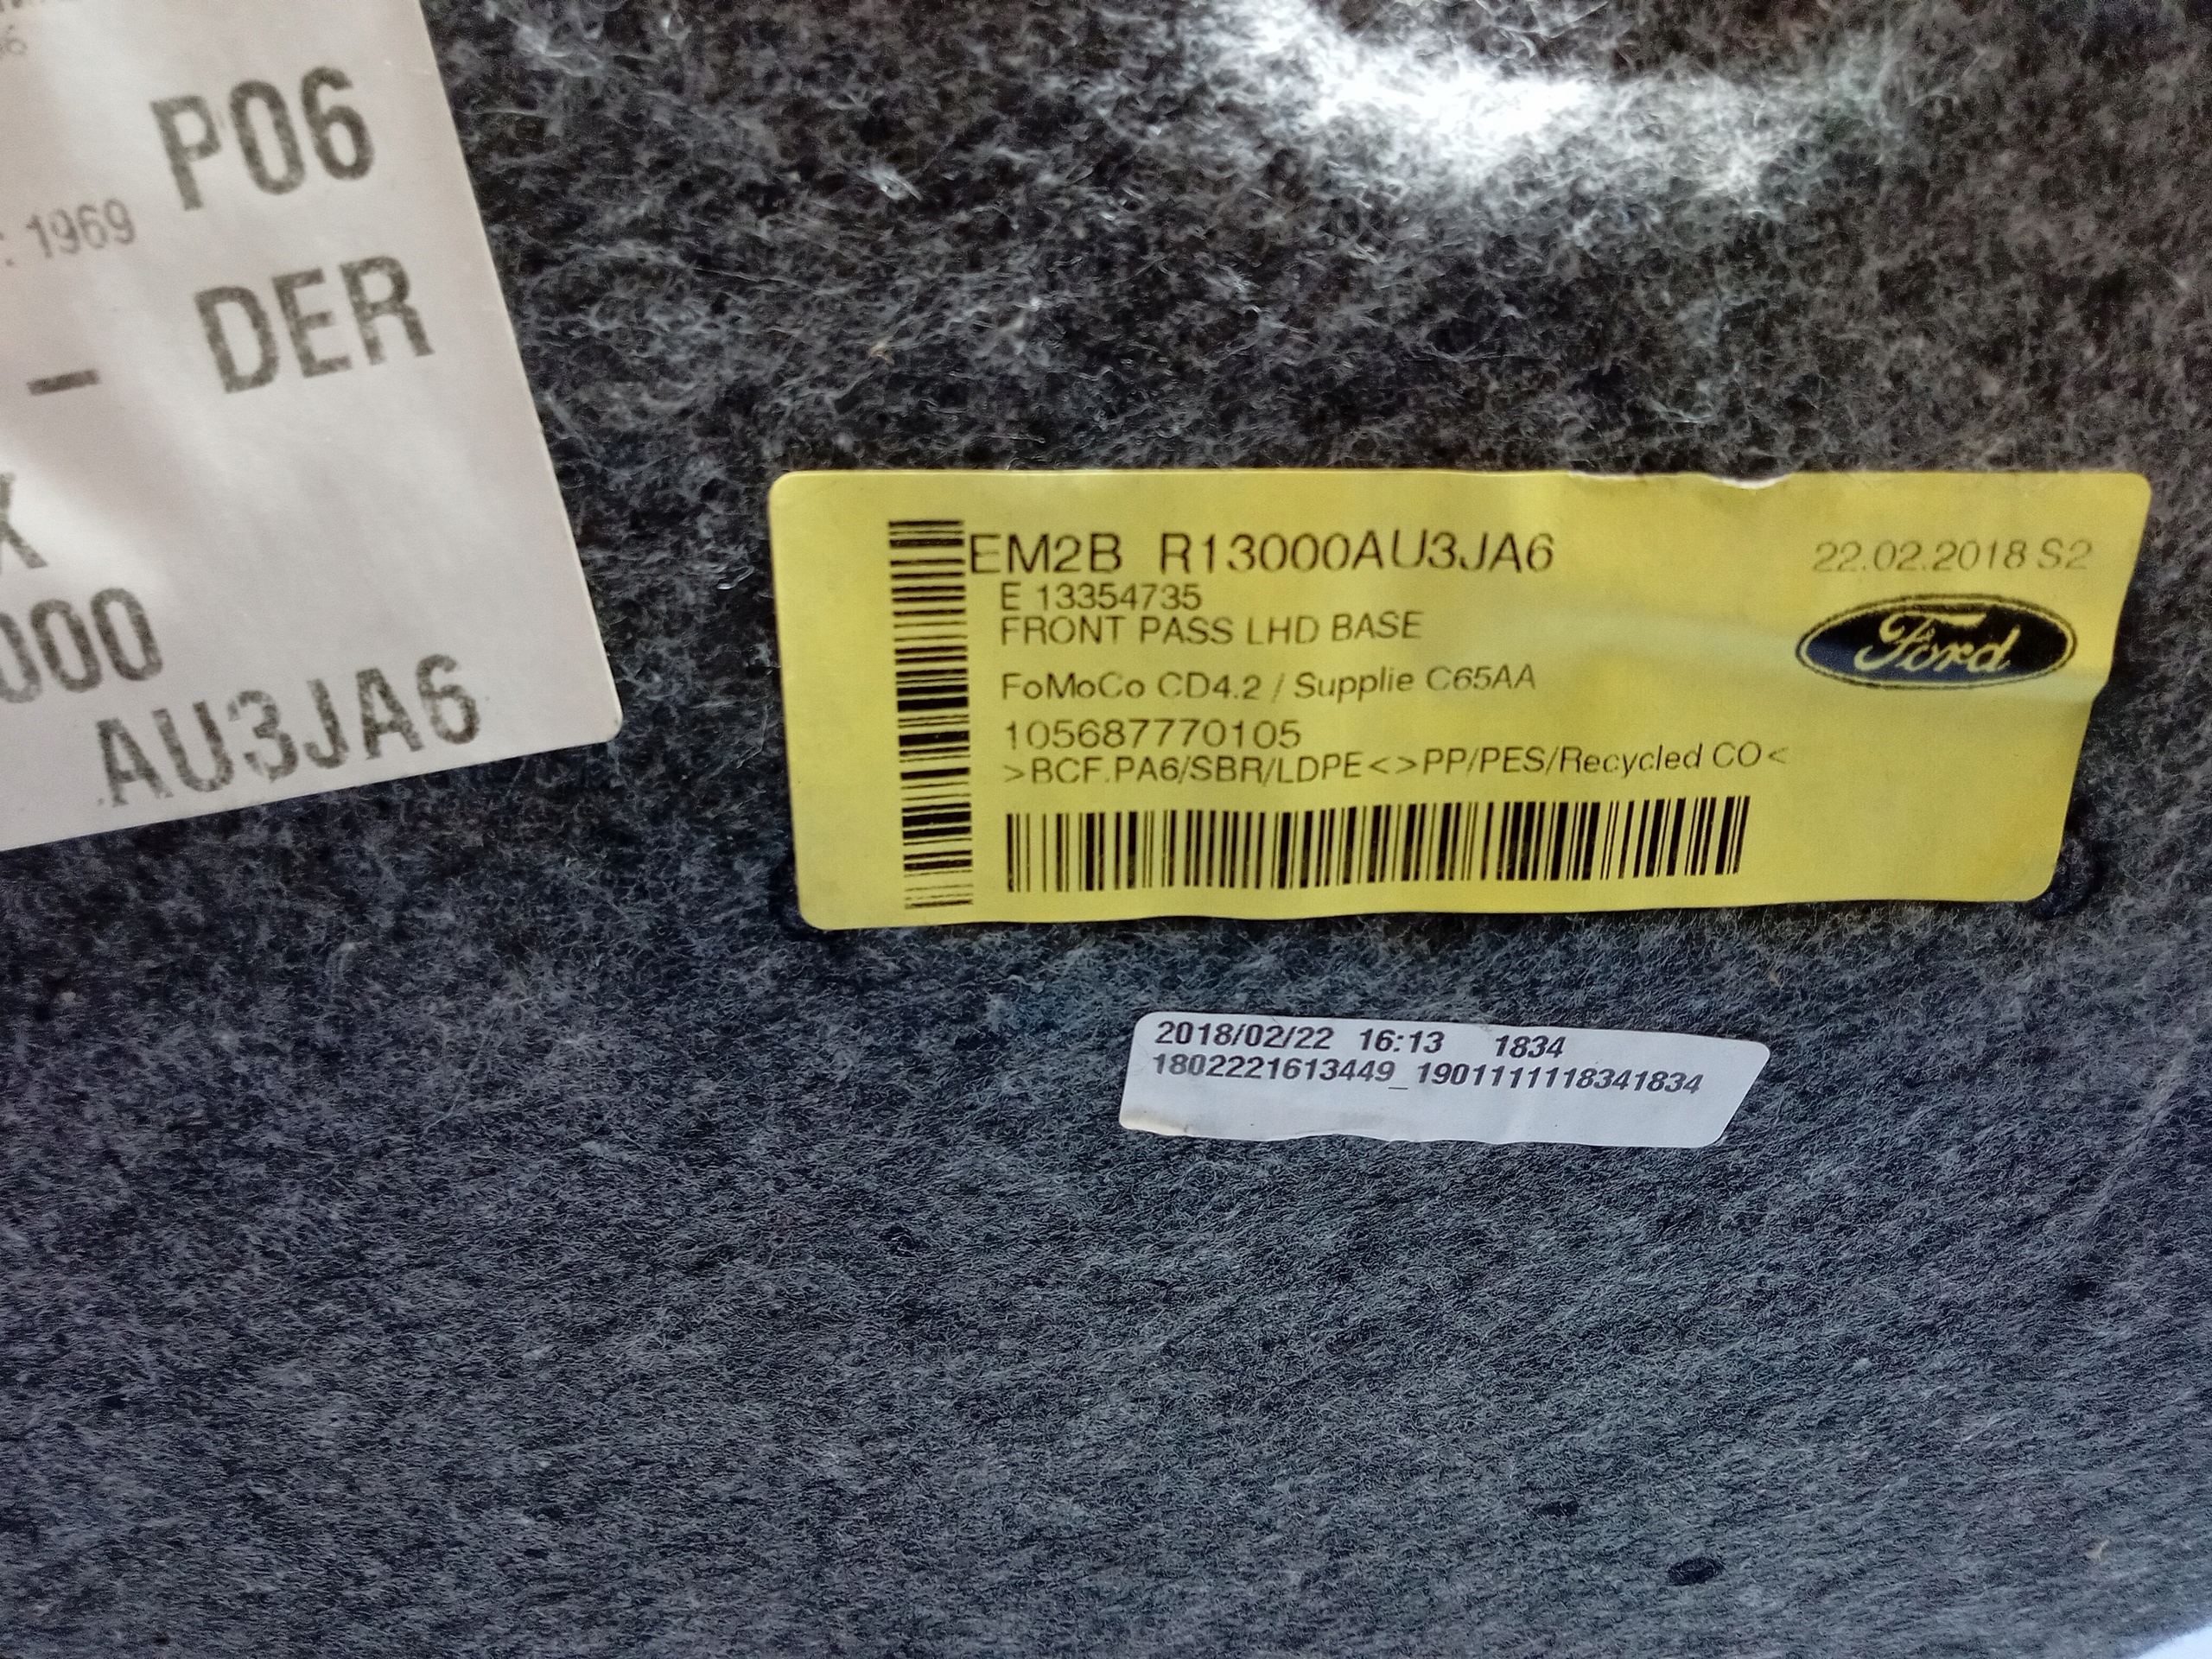 P06
: 1969
– DER
X
000
AU3JA6
EM2B R13000AU3JA6
22.02.2018 S2
E 13354735
FRONT PASS LHD BASE
Ford
FoMoCo CD4.2 / Supplie C65AA
105687770105
>BCF.PA6/SBR/LDPE<>PP/PES/Recycled CO<
2018/02/22 16:13 1834
1802221613449_1901111118341834